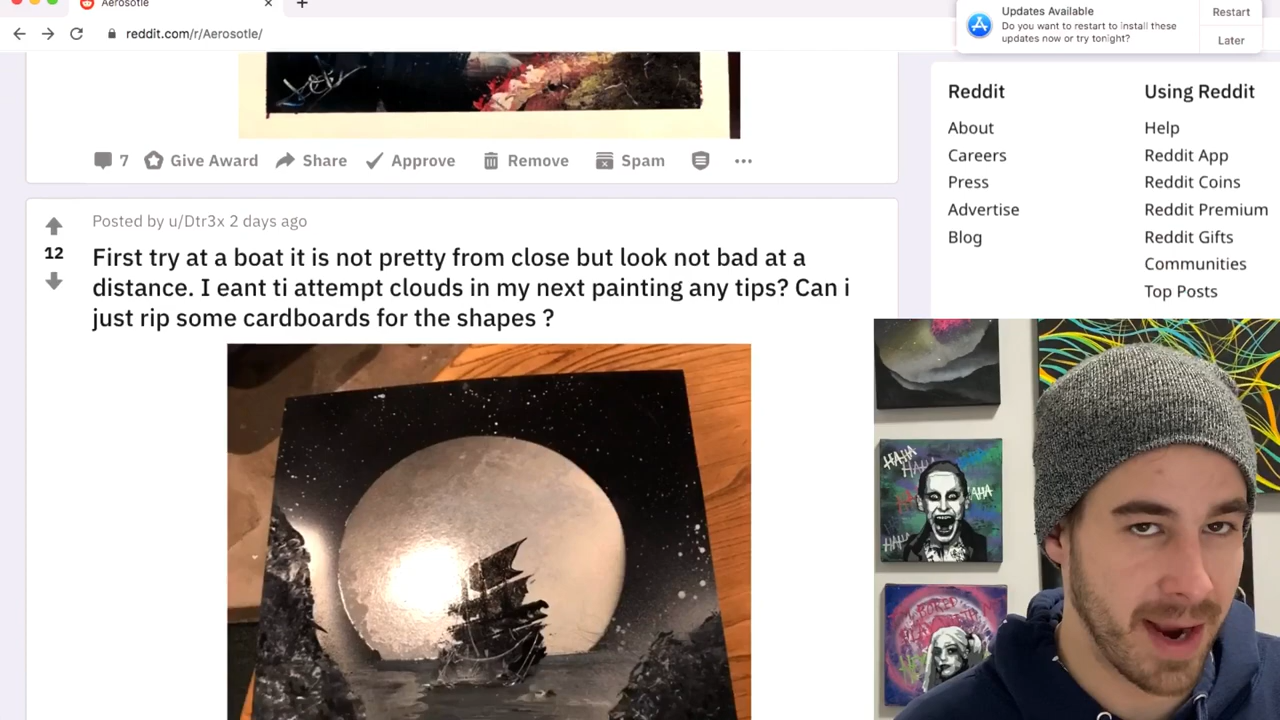 Aerosotle
reddit.com/r/Aerosotle/
Updates Available
Do you want to restart to install these
updates now or try tonight?
Restart
Later
7 Give Award Share Approve Remove Spam
Posted by u/Dtr3x 2 days ago
12
First try at a boat it is not pretty from close but look not bad at a
distance. I eant ti attempt clouds in my next painting any tips? Can i
just rip some cardboards for the shapes ?
Reddit
About
Careers
Press
Advertise
Blog
Using Reddit
Help
Reddit App
Reddit Coins
Reddit Premium
Reddit Gifts
Communities
Top Posts
HAHA
HAHA
HAHA
HAHA